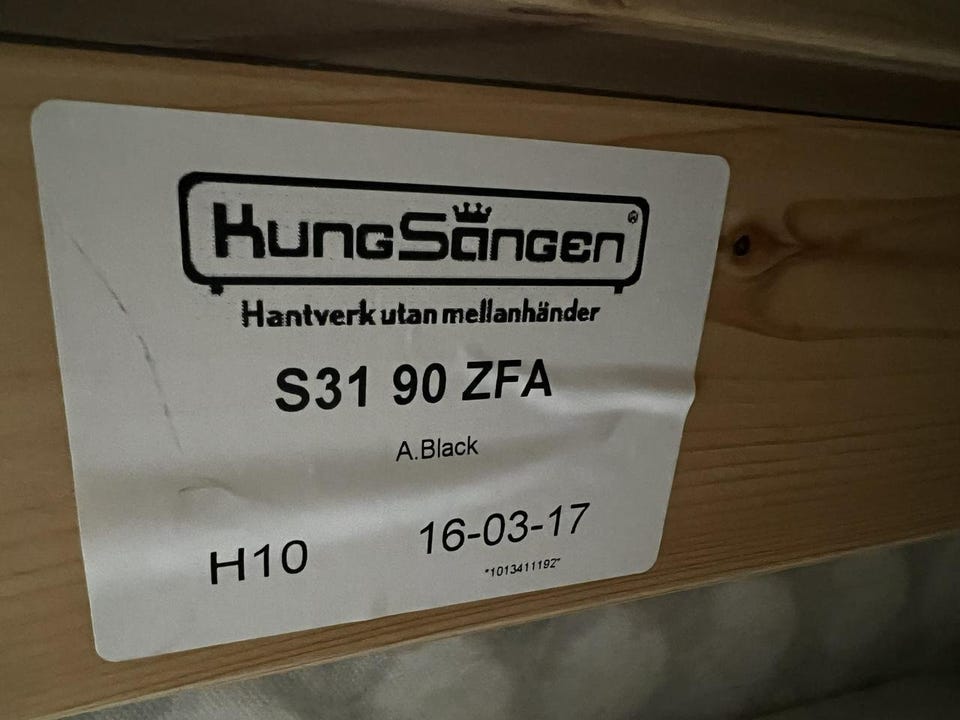 KungSängen®
Hantverk utan mellanhänder
S31 90 ZFA
A.Black
H10 16-03-17
*1013411192*